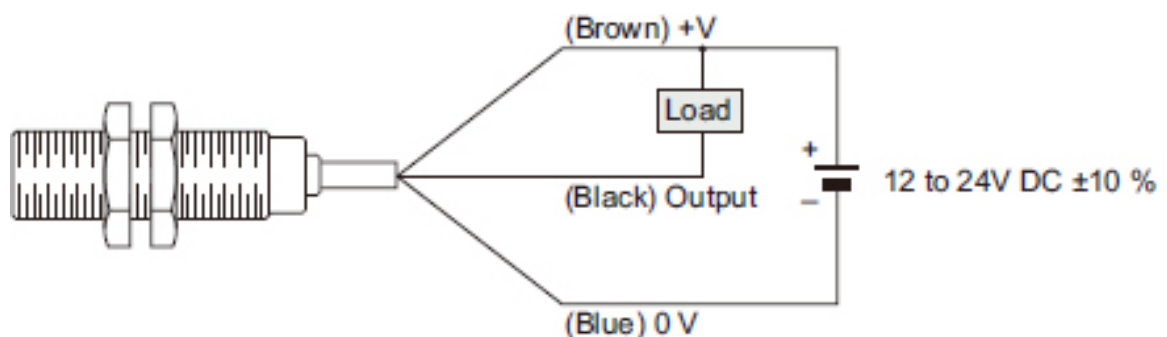 (Brown) +V
Load
+
12 to 24V DC ±10 %
(Black) Output
–
(Blue) 0 V